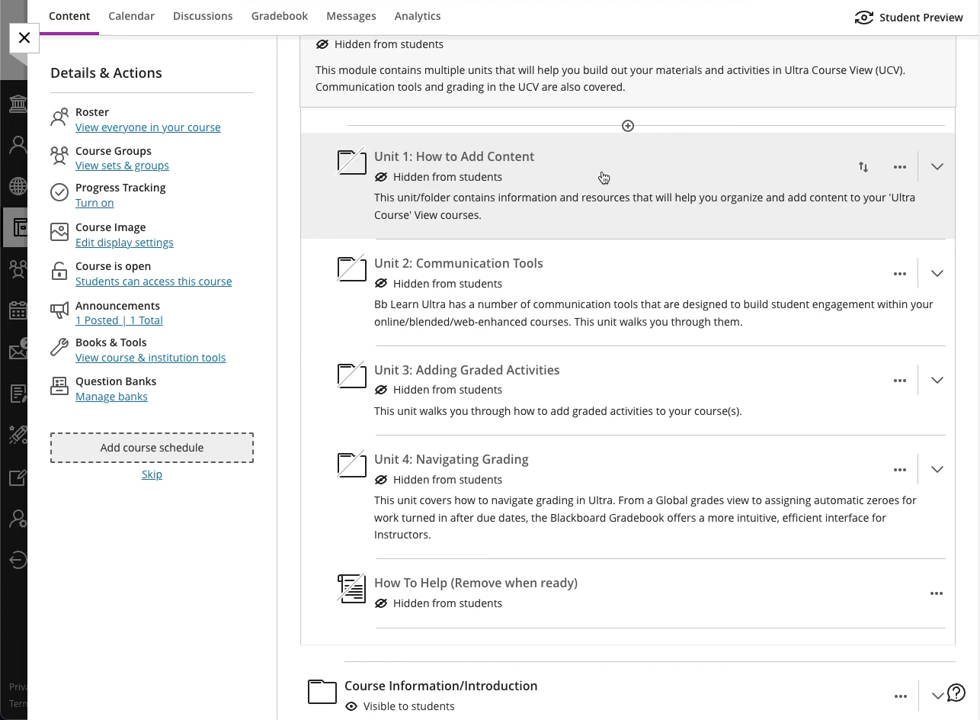 Content
Calendar
Discussions
Gradebook
Messages
Analytics
Student Preview
Details & Actions
Roster
View everyone in your course
Course Groups
View sets & groups
Progress Tracking
Turn on
Course Image
Edit display settings
Course is open
Students can access this course
Announcements
1 Posted | 1 Total
Books & Tools
View course & institution tools
Question Banks
Manage banks
Add course schedule
Skip
Hidden from students
This module contains multiple units that will help you build out your materials and activities in Ultra Course View (UCV).
Communication tools and grading in the UCV are also covered.
Unit 1: How to Add Content
Hidden from students
This unit/folder contains information and resources that will help you organize and add content to your 'Ultra
Course' View courses.
Unit 2: Communication Tools
Hidden from students
Bb Learn Ultra has a number of communication tools that are designed to build student engagement within your
online/blended/web-enhanced courses. This unit walks you through them.
Unit 3: Adding Graded Activities
Hidden from students
This unit walks you through how to add graded activities to your course(s).
Unit 4: Navigating Grading
Hidden from students
This unit covers how to navigate grading in Ultra. From a Global grades view to assigning automatic zeroes for
work turned in after due dates, the Blackboard Gradebook offers a more intuitive, efficient interface for
Instructors.
How To Help (Remove when ready)
Hidden from students
Course Information/Introduction
Visible to students